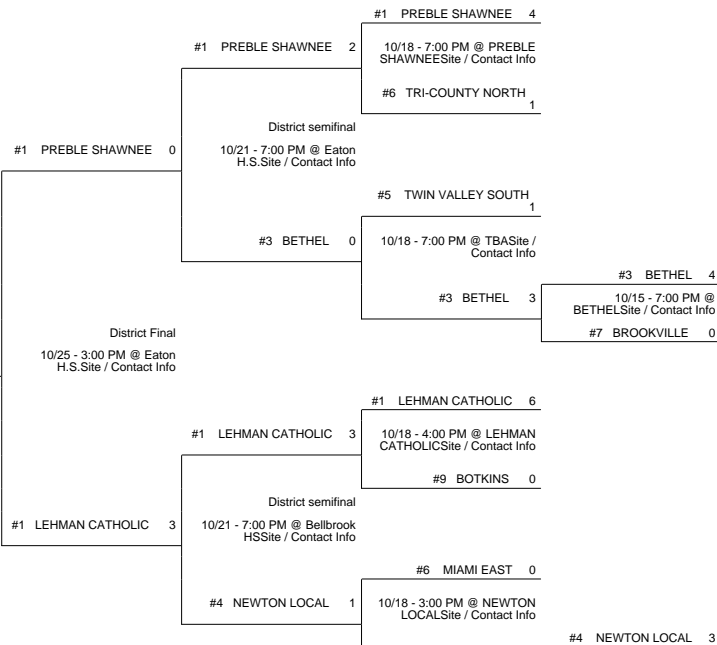 #1 PREBLE SHAWNEE 4
#1 PREBLE SHAWNEE 2
10/18 - 7:00 PM @ PREBLE
SHAWNEESite / Contact Info
#6 TRI-COUNTY NORTH
1
District semifinal
#1 PREBLE SHAWNEE 0
10/21 - 7:00 PM @ Eaton
H.S.Site / Contact Info
#5 TWIN VALLEY SOUTH
1
#3 BETHEL 0
10/18 - 7:00 PM @ TBASite /
Contact Info
#3 BETHEL 4
#3 BETHEL 3
10/15 - 7:00 PM @
BETHELSite / Contact Info
#7 BROOKVILLE 0
District Final
10/25 - 3:00 PM @ Eaton
H.S.Site / Contact Info
#1 LEHMAN CATHOLIC 6
#1 LEHMAN CATHOLIC 3
10/18 - 4:00 PM @ LEHMAN
CATHOLICSite / Contact Info
#9 BOTKINS 0
District semifinal
#1 LEHMAN CATHOLIC 3
10/21 - 7:00 PM @ Bellbrook
HSSite / Contact Info
#6 MIAMI EAST 0
#4 NEWTON LOCAL 1
10/18 - 3:00 PM @ NEWTON
LOCALSite / Contact Info
#4 NEWTON LOCAL 3